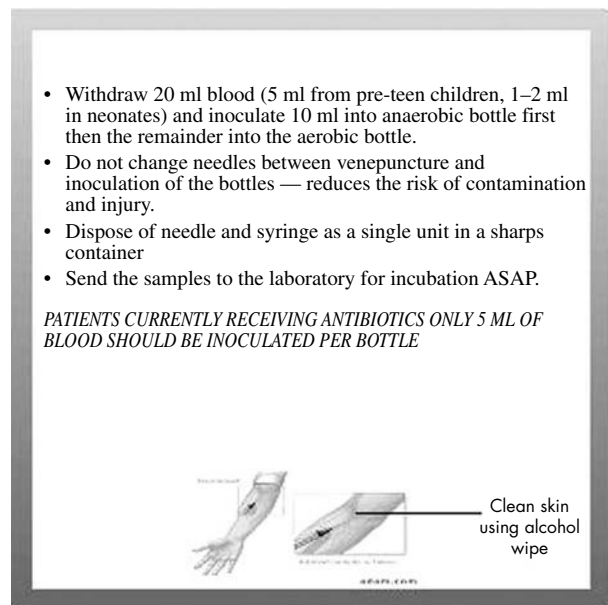 • Withdraw 20 ml blood (5 ml from pre-teen children, 1–2 ml
in neonates) and inoculate 10 ml into anaerobic bottle first
then the remainder into the aerobic bottle.
• Do not change needles between venepuncture and
inoculation of the bottles — reduces the risk of contamination
and injury.
• Dispose of needle and syringe as a single unit in a sharps
container
• Send the samples to the laboratory for incubation ASAP.
PATIENTS CURRENTLY RECEIVING ANTIBIOTICS ONLY 5 ML OF
BLOOD SHOULD BE INOCULATED PER BOTTLE
Clean skin
using alcohol
wipe
adam.com